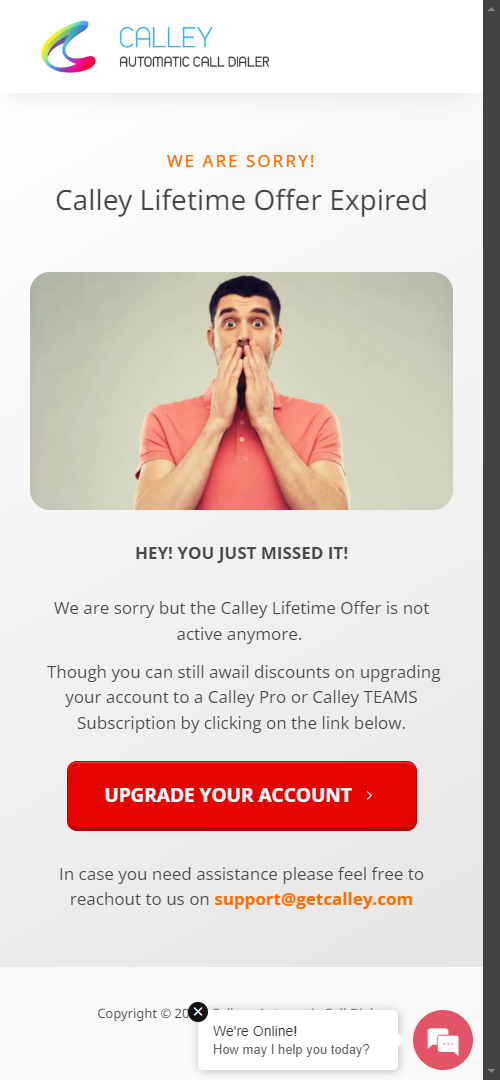 CALLEY
AUTOMATIC CALL DIALER
WE ARE SORRY!
Calley Lifetime Offer Expired
HEY! YOU JUST MISSED IT!
We are sorry but the Calley Lifetime Offer is not
active anymore.
Though you can still awail discounts on upgrading
your account to a Calley Pro or Calley TEAMS
Subscription by clicking on the link below.
UPGRADE YOUR ACCOUNT
In case you need assistance please feel free to
reachout to us on support@getcalley.com
Copyright © 20
We're Online!
How may I help you today?